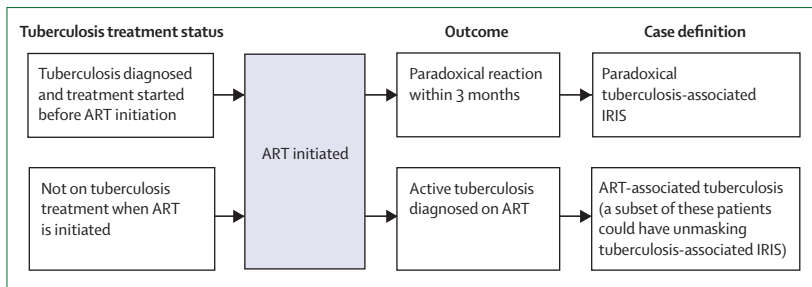 Tuberculosis treatment status
Outcome
Case definition
Tuberculosis diagnosed
and treatment started
before ART initiation
ART initiated
Paradoxical reaction
within 3 months
Paradoxical
tuberculosis-associated
IRIS
Not on tuberculosis
treatment when ART
is initiated
Active tuberculosis
diagnosed on ART
ART-associated tuberculosis
(a subset of these patients
could have unmasking
tuberculosis-associated IRIS)